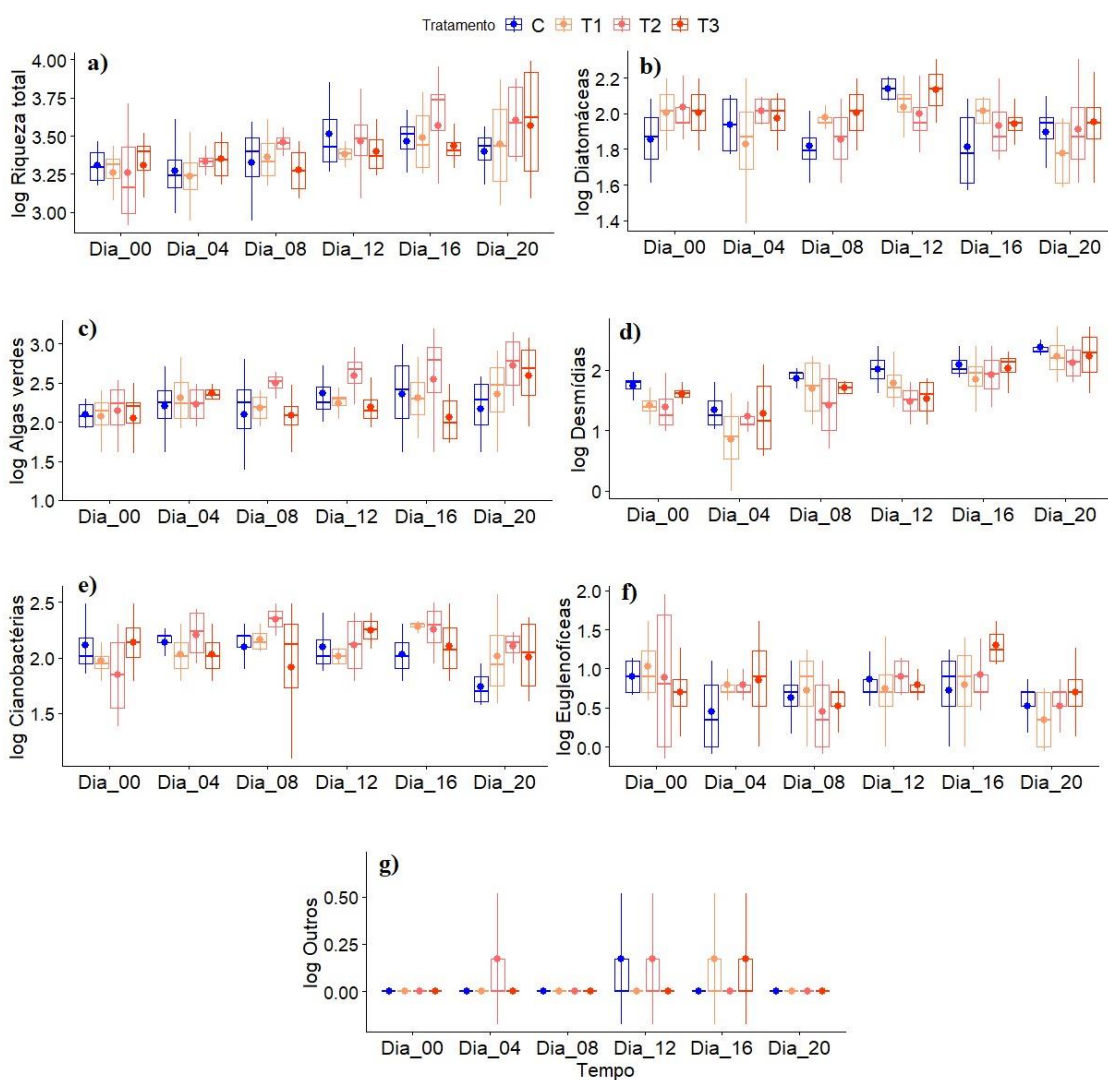 Tratamento C T1 T2 T3
a)
log Riqueza total
4.00
3.75
3.50
3.25
3.00
Dia_00 Dia_04 Dia_08 Dia_12 Dia_16 Dia_20
b)
log Diatomáceas
2.2
2.0
1.8
1.6
1.4
Dia_00 Dia_04 Dia_08 Dia_12 Dia_16 Dia_20
c)
log Algas verdes
3.0
2.5
2.0
1.5
1.0
Dia_00 Dia_04 Dia_08 Dia_12 Dia_16 Dia_20
d)
log Desmídias
2
1
0
Dia_00 Dia_04 Dia_08 Dia_12 Dia_16 Dia_20
e)
log Cianobactérias
2.5
2.0
1.5
Dia_00 Dia_04 Dia_08 Dia_12 Dia_16 Dia_20
f)
log Euglenofíceas
2.0
1.5
1.0
0.5
0.0
Dia_00 Dia_04 Dia_08 Dia_12 Dia_16 Dia_20
g)
log Outros
0.50
0.25
0.00
Dia_00 Dia_04 Dia_08 Dia_12 Dia_16 Dia_20
Tempo